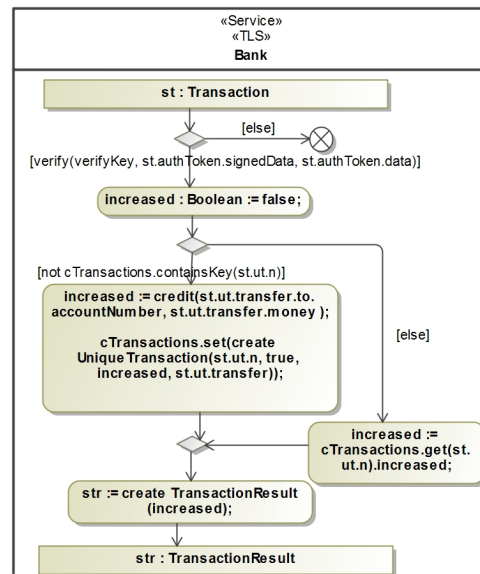 «Service»
«TLS»
Bank
st : Transaction
[else]
[verify(verifyKey, st.authToken.signedData, st.authToken.data)]
increased : Boolean := false;
[not cTransactions.containsKey(st.ut.n)]
increased := credit(st.ut.transfer.to.
accountNumber, st.ut.transfer.money );
cTransactions.set(create
UniqueTransaction(st.ut.n, true,
increased, st.ut.transfer));
[else]
increased :=
cTransactions.get(st.
ut.n).increased;
str := create TransactionResult
(increased);
str : TransactionResult